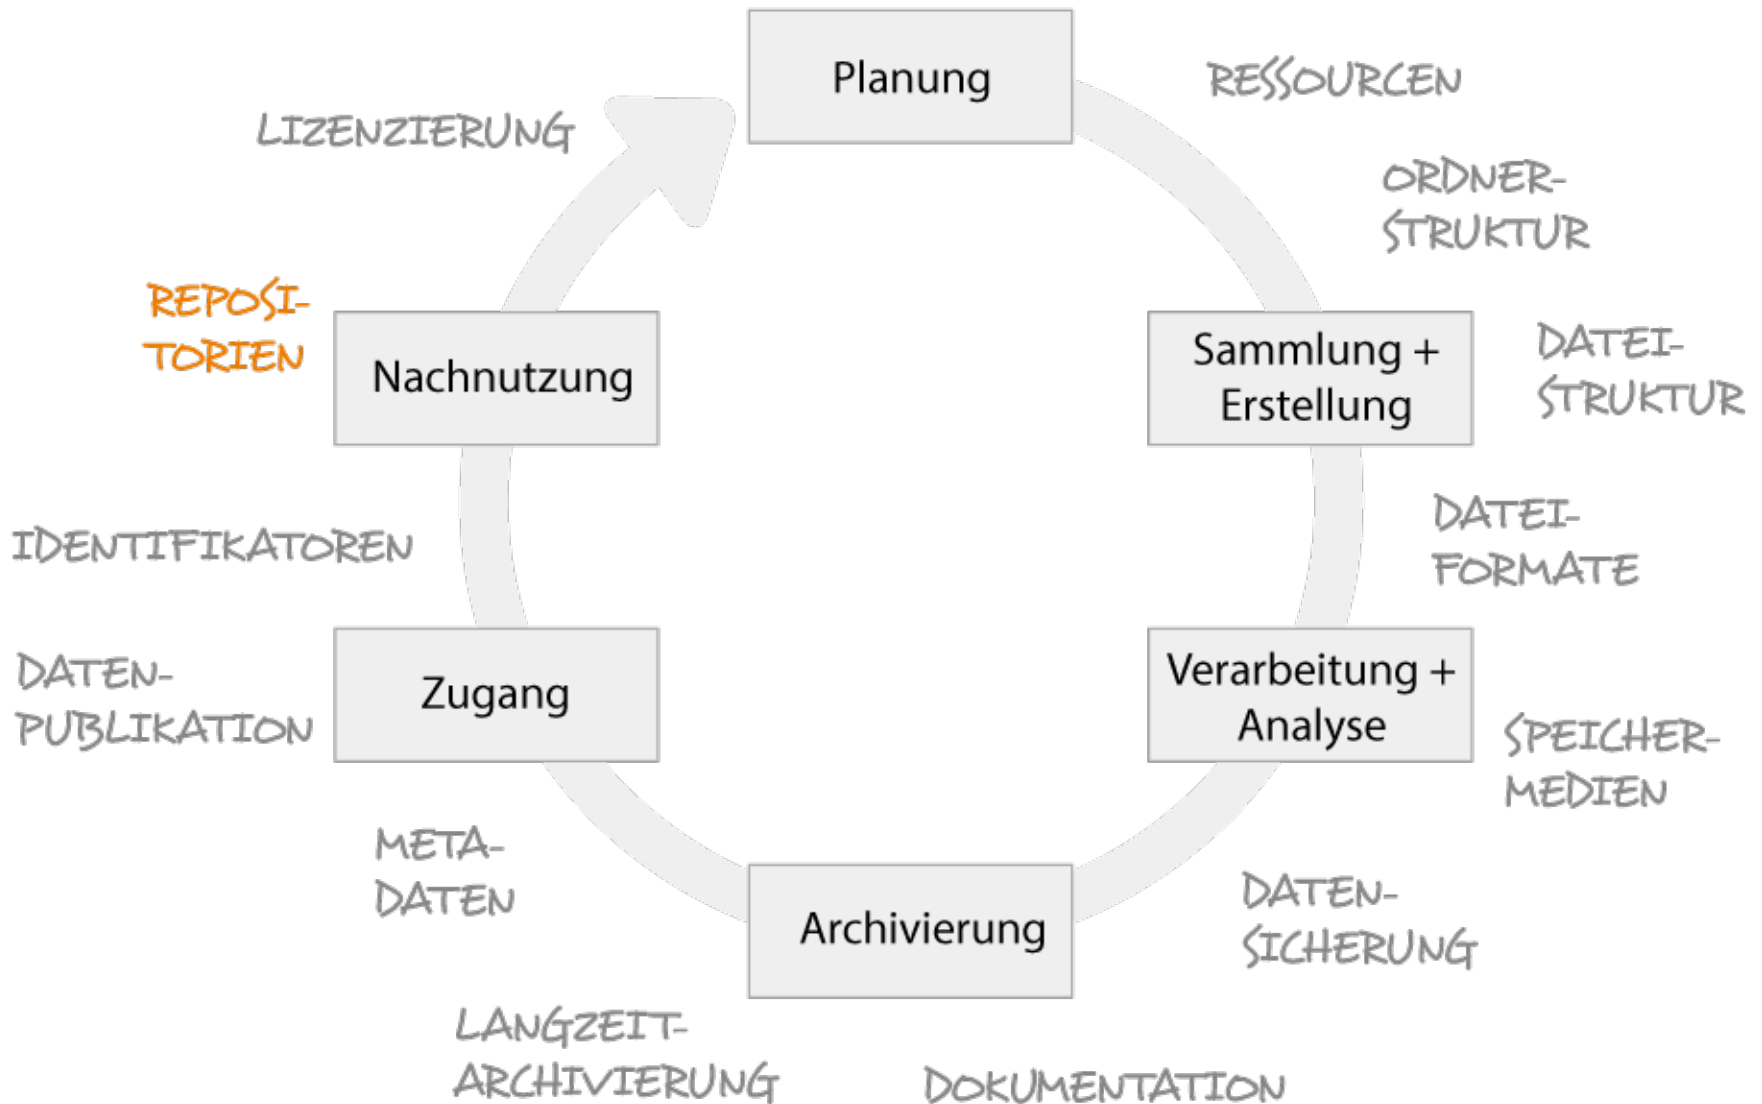 Planung
RESSOURCEN
LIZENZIERUNG
ORDNER-
STRUKTUR
REPOSI-
TORIEN
Nachnutzung
Sammlung +
Erstellung
DATEI-
STRUKTUR
DATEI-
FORMATE
IDENTIFIKATOREN
DATEN-
PUBLIKATION
Zugang
Verarbeitung +
Analyse
SPEICHER-
MEDIEN
META-
DATEN
Archivierung
DATEN-
SICHERUNG
LANGZEIT-
ARCHIVIERUNG
DOKUMENTATION